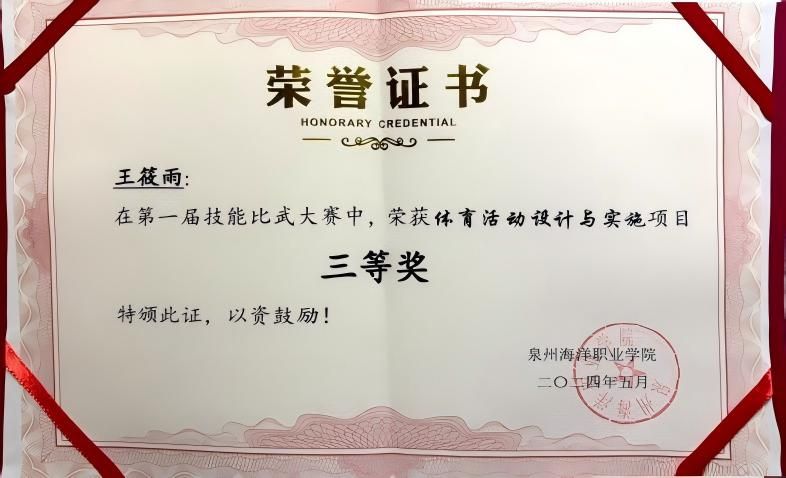 荣誉证书
HONORARY CREDENTIAL
王筱雨:
在第一届技能比武大赛中，荣获体育活动设计与实施项目
三等奖
特颁此证，以资鼓励！
泉州海洋职业学院
二〇二四年五月